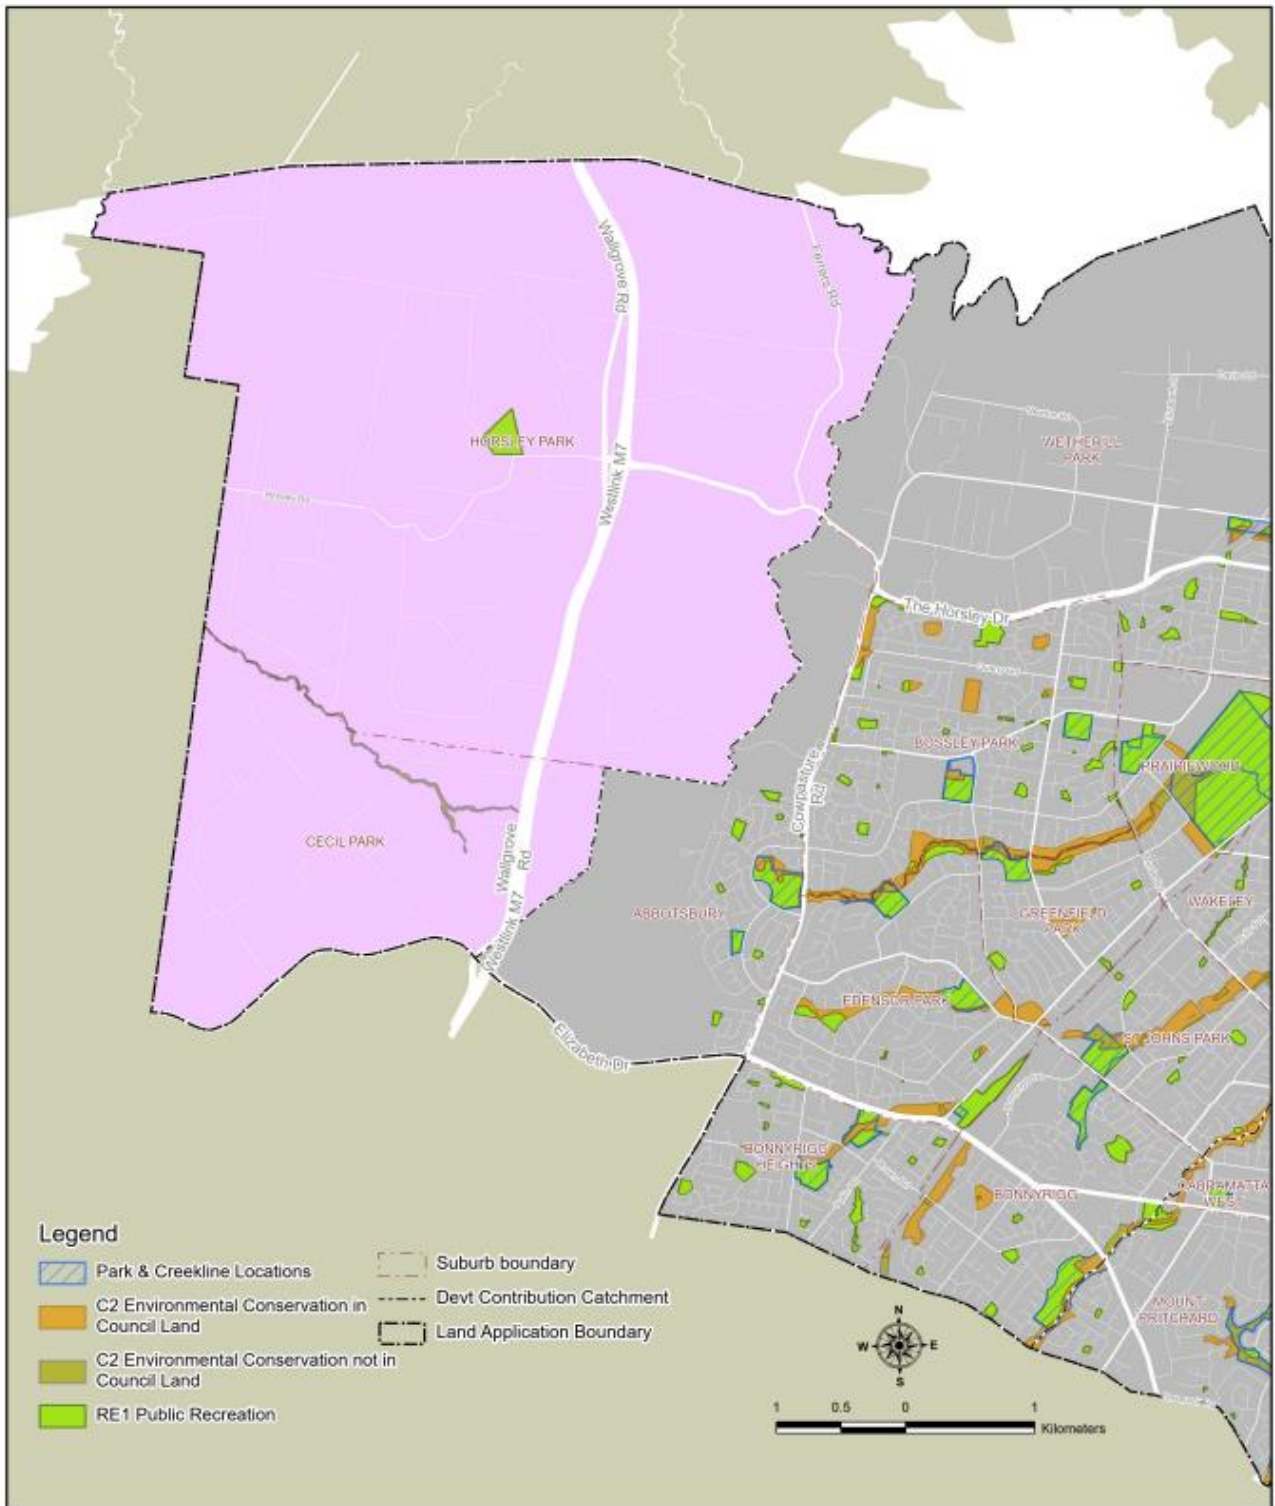 Wallgrove Rd
Ferrers Rd
HORSLEY PARK
Westlink M7
WETHERILL
PARK
The Horsley Dr
BOSSLEY PARK
PRAIRIEWOOD
Cowpasture
Rd
CECIL PARK
Wallgrove
Rd
Westlink M7
ABBOTSBURY
GREENFIELD
PARK
WAKELEY
EDENSOR PARK
ST JOHNS PARK
Elizabeth Dr
BONNYRIGG
HEIGHTS
BONNYRIGG
CABRAMATTA
WEST
MOUNT
PRITCHARD
Legend
Park & Creekline Locations
C2 Environmental Conservation in
Council Land
C2 Environmental Conservation not in
Council Land
RE1 Public Recreation
Suburb boundary
Devt Contribution Catchment
Land Application Boundary
N
W
E
S
1 0.5 0 1
Kilometers